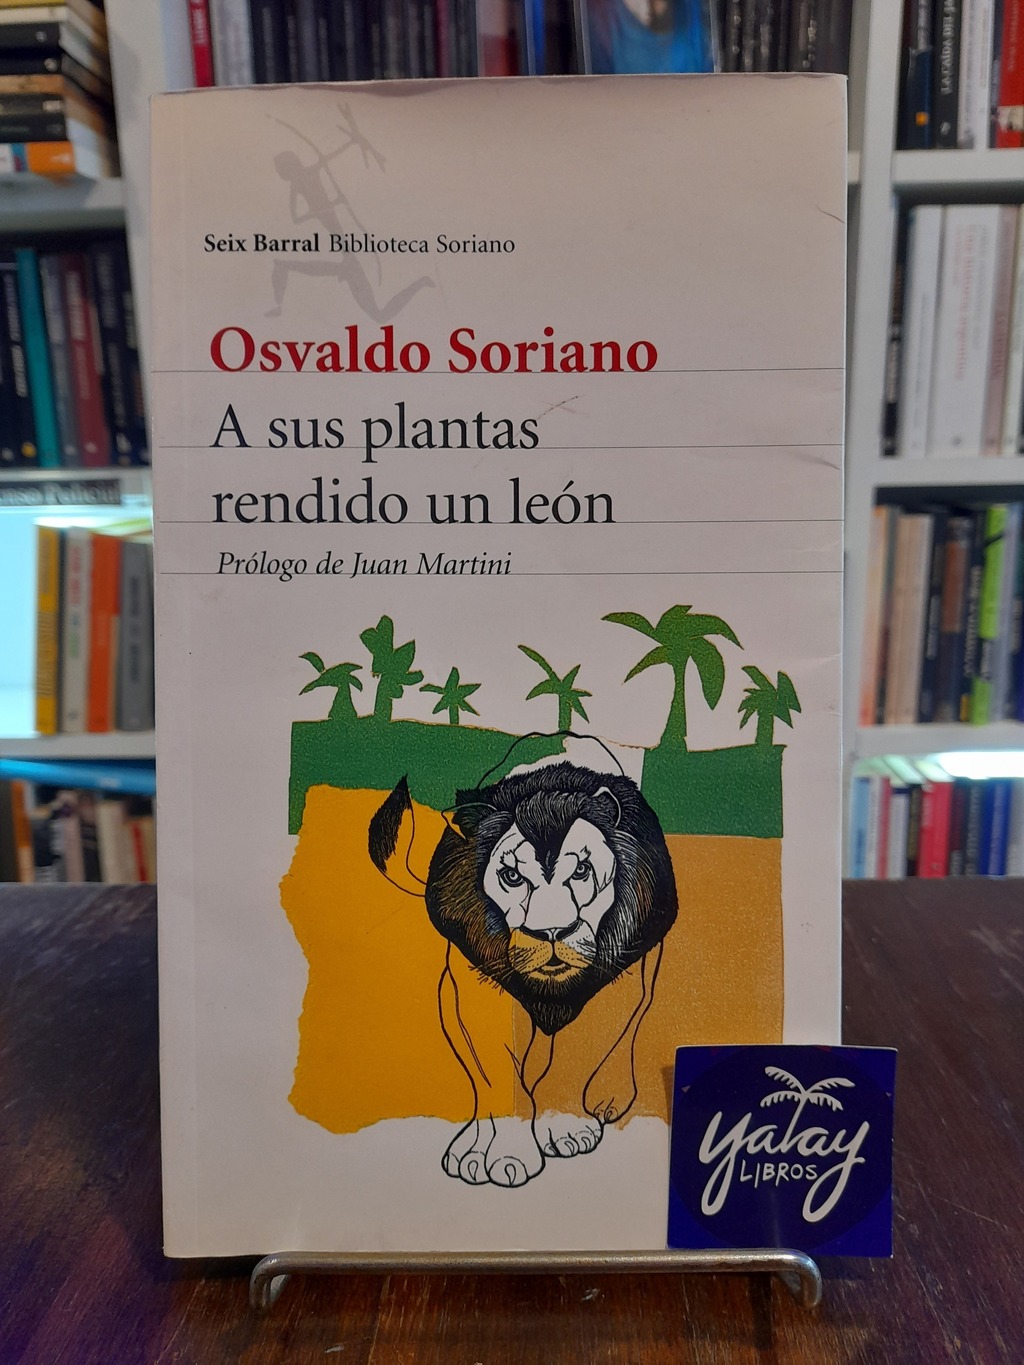 Seix Barral Biblioteca Soriano
Osvaldo Soriano
A sus plantas
rendido un león
Prólogo de Juan Martini
yatay
LIBROS